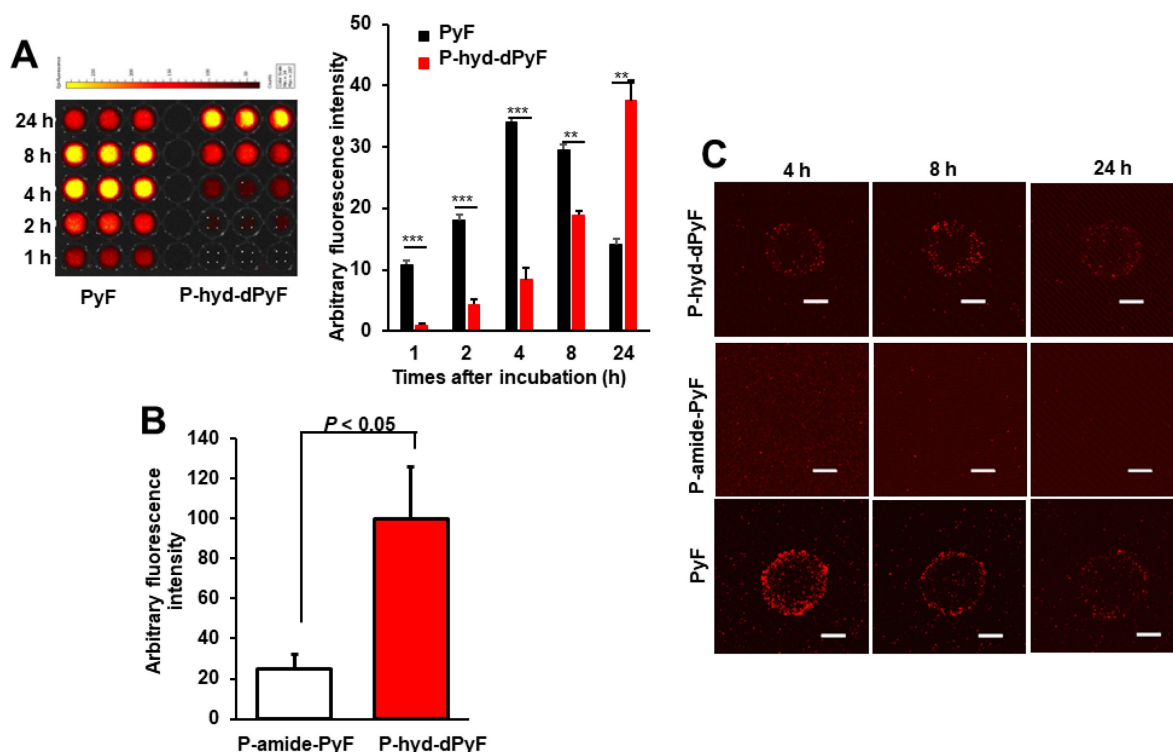 A
24 h
8 h
4 h
2 h
1 h
PyF
P-hyd-dPyF
50
40
30
20
10
0
Arbitrary fluorescence intensity
PyF
P-hyd-dPyF
***
***
***
**
**
1
2
4
8
24
Times after incubation (h)
B
P < 0.05
140
120
100
80
60
40
20
0
Arbitrary fluorescence
intensity
P-amide-PyF
P-hyd-dPyF
C
4 h
8 h
24 h
P-hyd-dPyF
P-amide-PyF
PyF